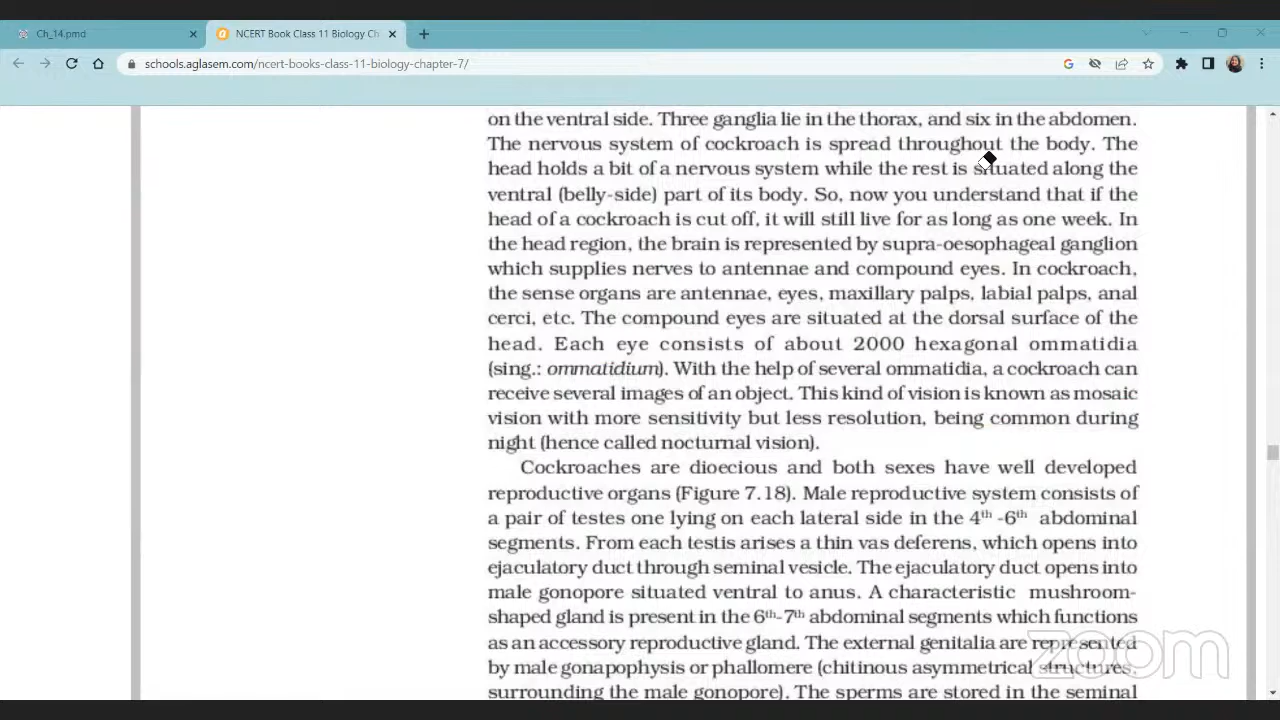 Ch_14.pmd
NCERT Book Class 11 Biology Ch
schools.aglasem.com/ncert-books-class-11-biology-chapter-7/
on the ventral side. Three ganglia lie in the thorax, and six in the abdomen.
The nervous system of cockroach is spread throughout the body. The
head holds a bit of a nervous system while the rest is situated along the
ventral (belly-side) part of its body. So, now you understand that if the
head of a cockroach is cut off, it will still live for as long as one week. In
the head region, the brain is represented by supra-oesophageal ganglion
which supplies nerves to antennae and compound eyes. In cockroach,
the sense organs are antennae, eyes, maxillary palps, labial palps, anal
cerci, etc. The compound eyes are situated at the dorsal surface of the
head. Each eye consists of about 2000 hexagonal ommatidia
(sing.: ommatidium). With the help of several ommatidia, a cockroach can
receive several images of an object. This kind of vision is known as mosaic
vision with more sensitivity but less resolution, being common during
night (hence called nocturnal vision).
Cockroaches are dioecious and both sexes have well developed
reproductive organs (Figure 7.18). Male reproductive system consists of
a pair of testes one lying on each lateral side in the 4th -6th abdominal
segments. From each testis arises a thin vas deferens, which opens into
ejaculatory duct through seminal vesicle. The ejaculatory duct opens into
male gonopore situated ventral to anus. A characteristic mushroom-
shaped gland is present in the 6th-7th abdominal segments which functions
as an accessory reproductive gland. The external genitalia are represented
by male gonapophysis or phallomere (chitinous asymmetrical structures,
surrounding the male gonopore). The sperms are stored in the seminal
zoom